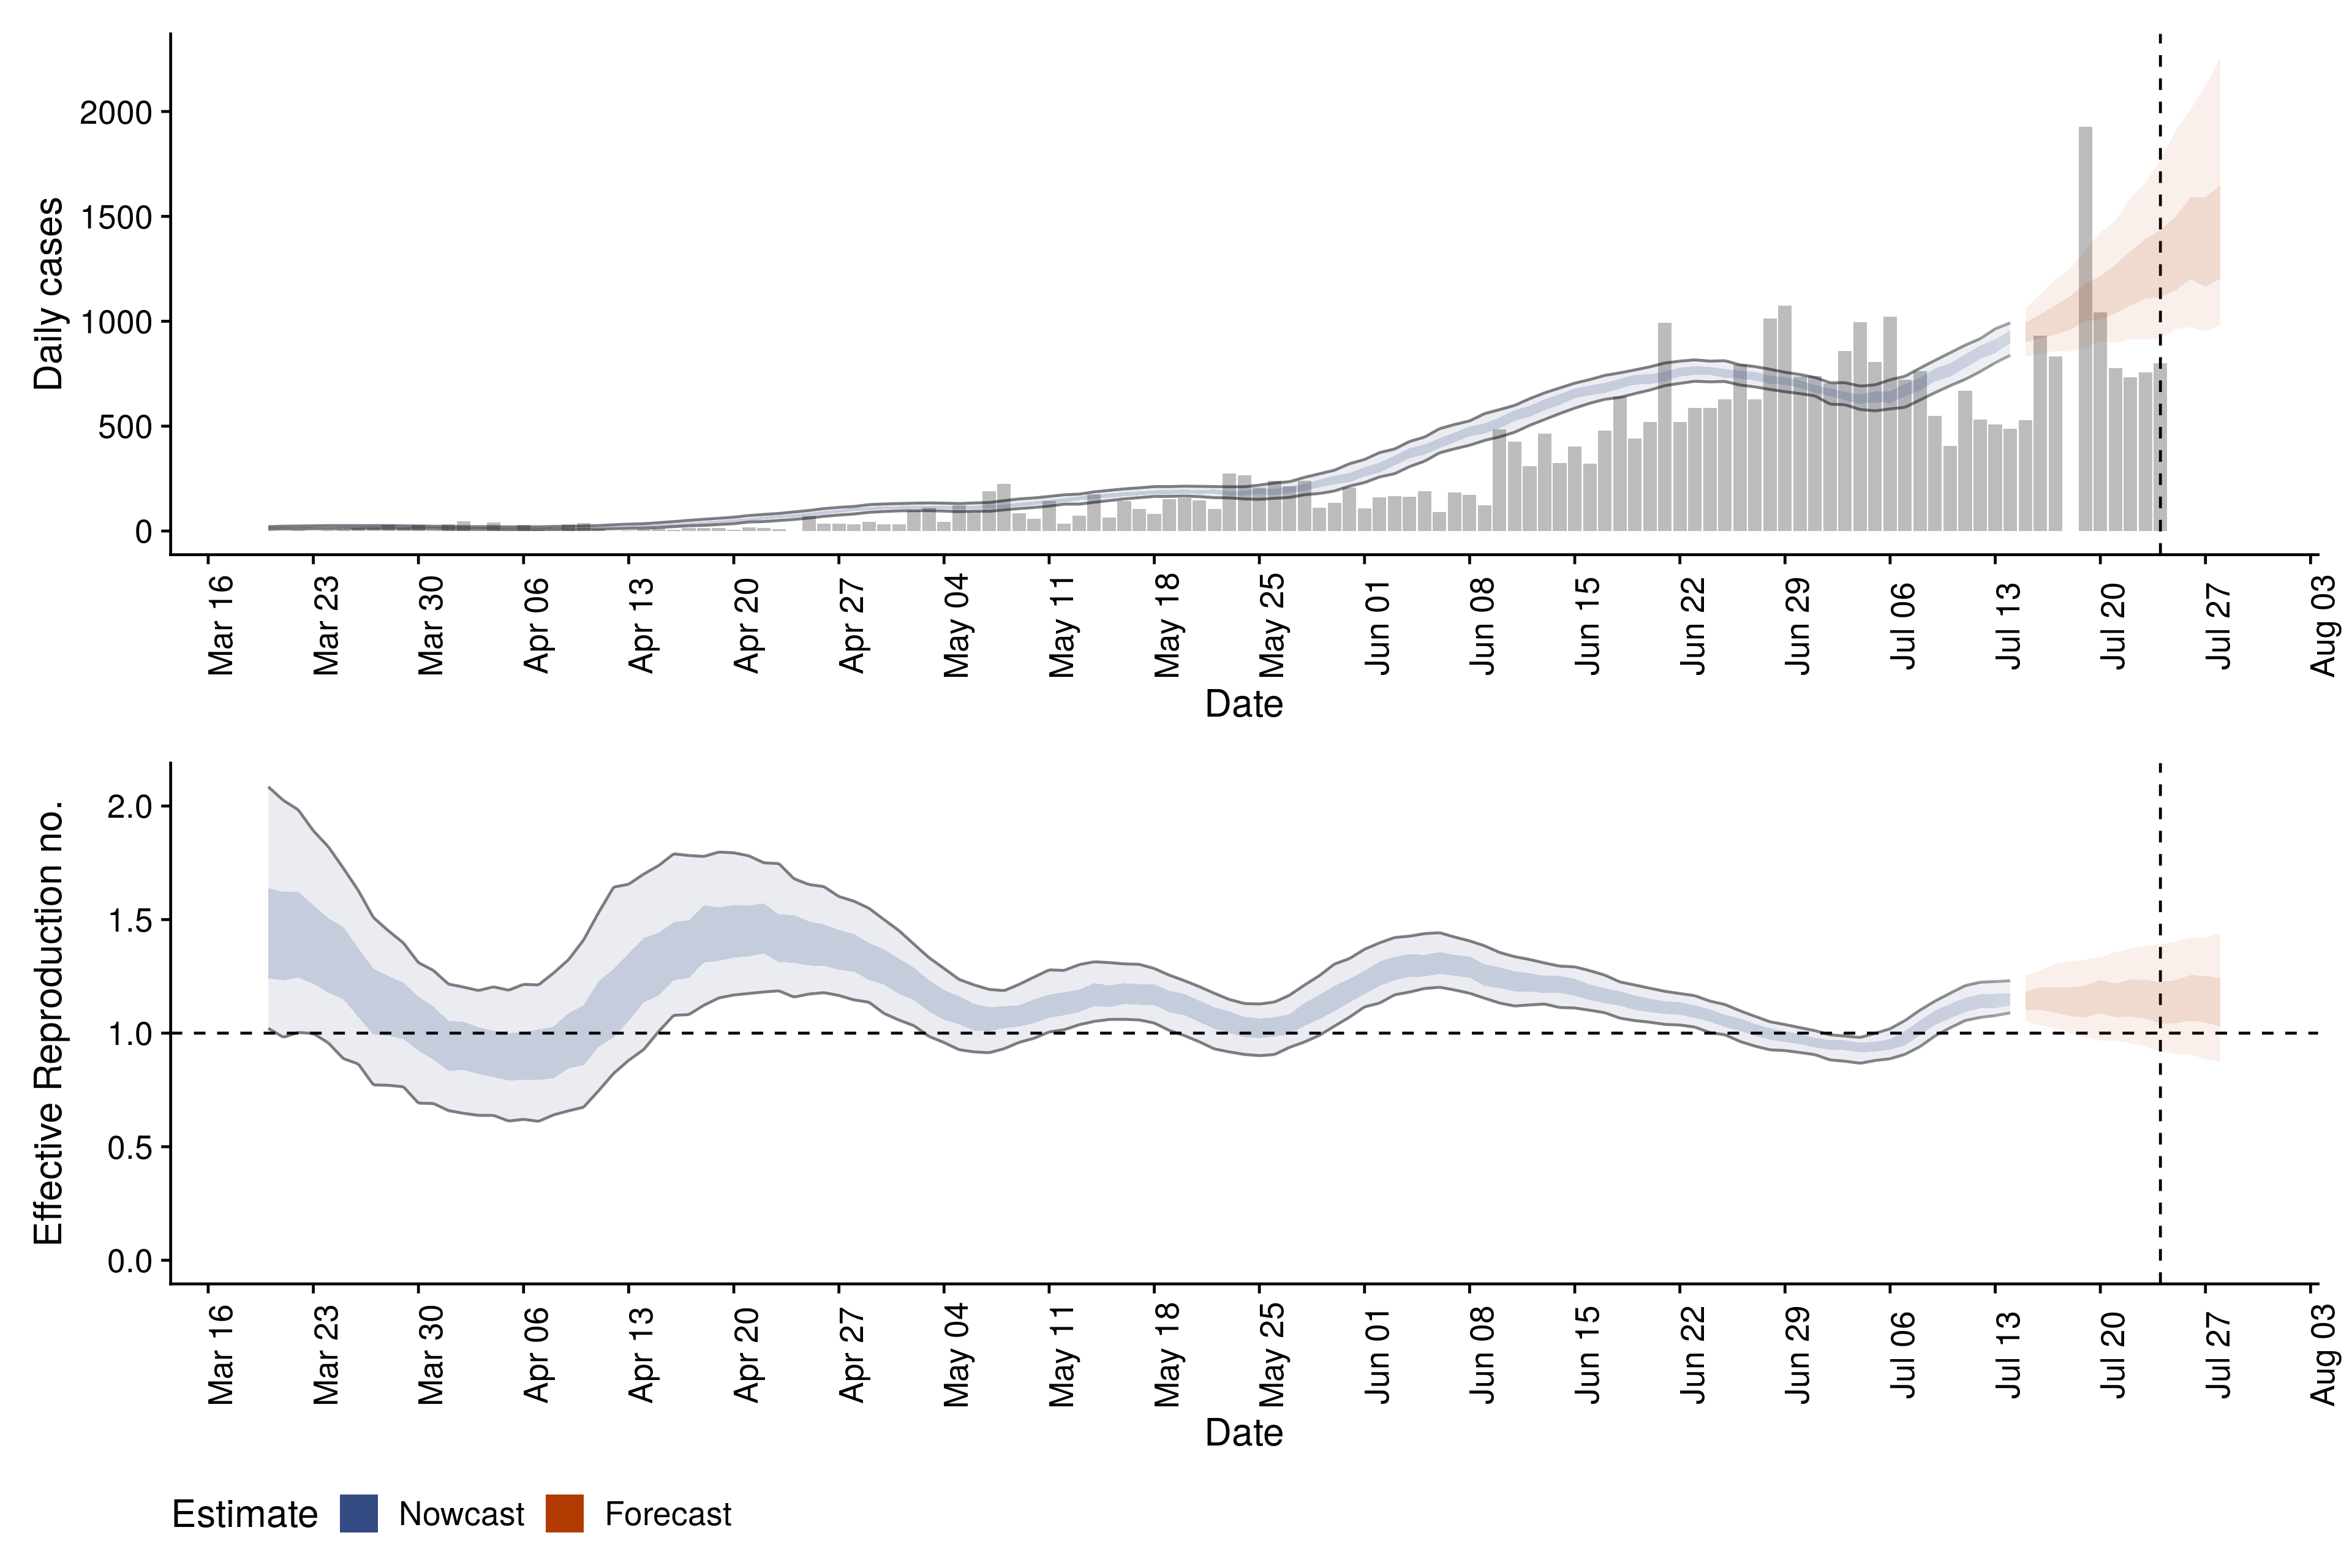 Daily cases
2000
1500
1000
500
0
Mar 16 Mar 23 Mar 30 Apr 06 Apr 13 Apr 20 Apr 27 May 04 May 11 May 18 May 25 Jun 01 Jun 08 Jun 15 Jun 22 Jun 29 Jul 06 Jul 13 Jul 20 Jul 27 Aug 03
Date
Effective Reproduction no.
2.0
1.5
1.0
0.5
0.0
Mar 16 Mar 23 Mar 30 Apr 06 Apr 13 Apr 20 Apr 27 May 04 May 11 May 18 May 25 Jun 01 Jun 08 Jun 15 Jun 22 Jun 29 Jul 06 Jul 13 Jul 20 Jul 27 Aug 03
Date
Estimate Nowcast Forecast